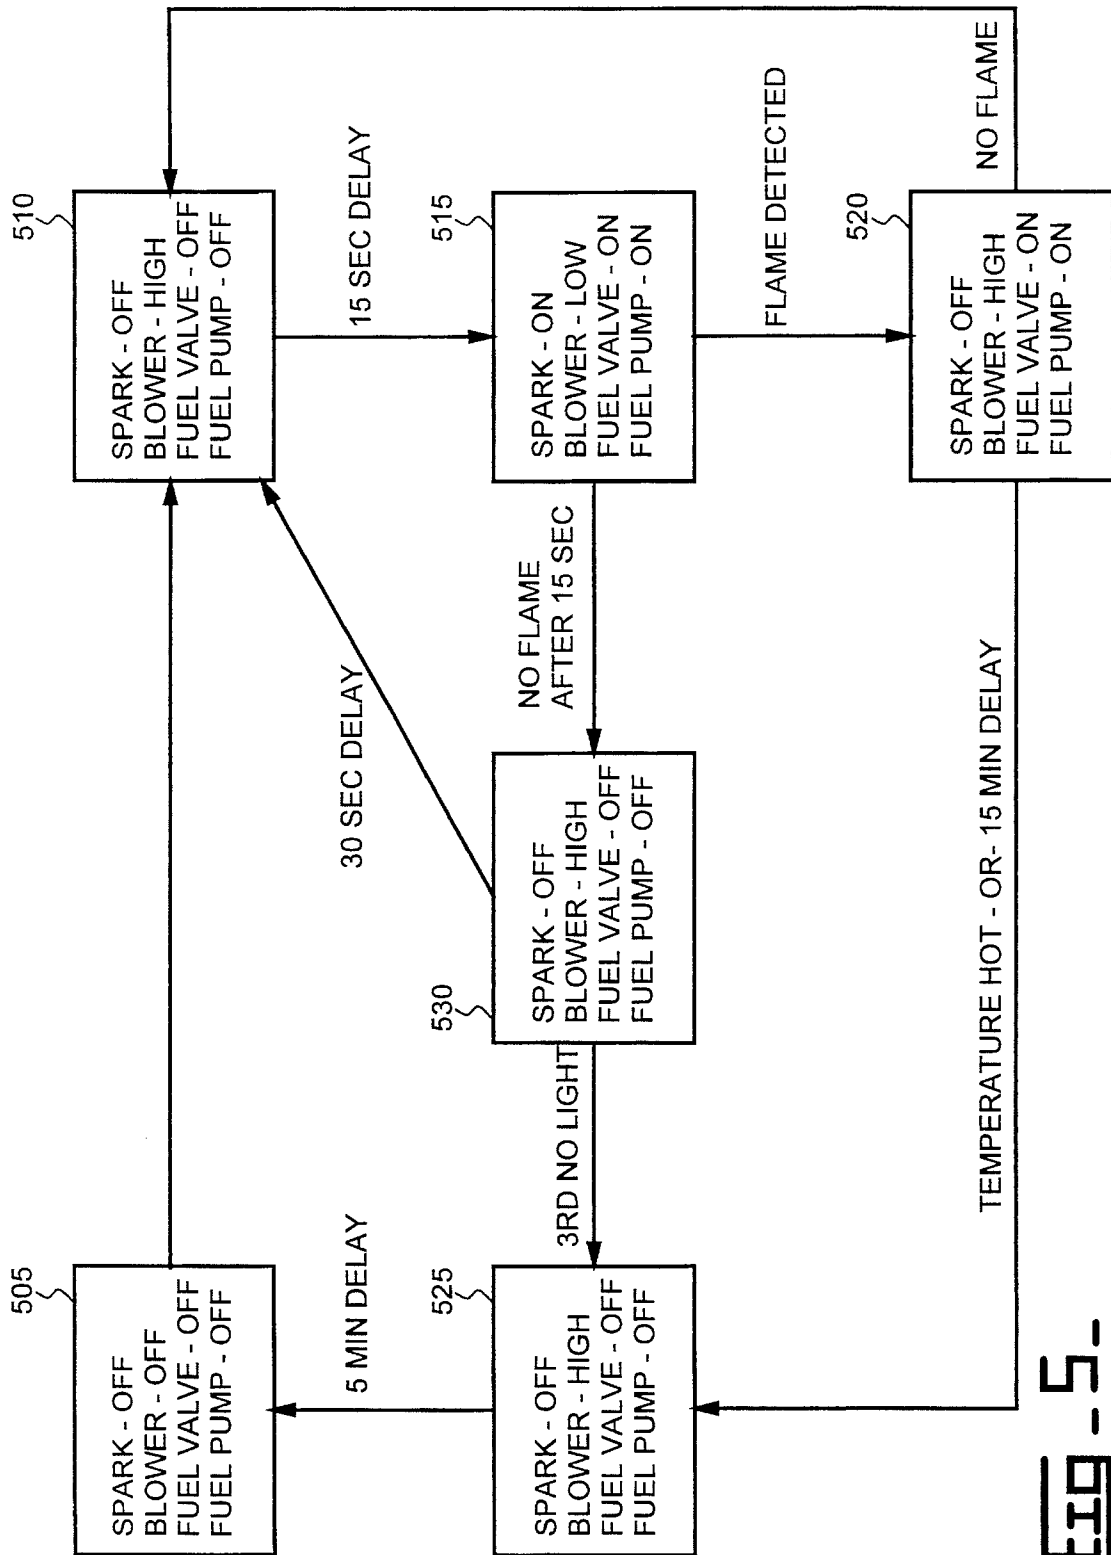 505
SPARK - OFF
BLOWER - OFF
FUEL VALVE - OFF
FUEL PUMP - OFF
510
SPARK - OFF
BLOWER - HIGH
FUEL VALVE - OFF
FUEL PUMP - OFF
5 MIN DELAY
30 SEC DELAY
15 SEC DELAY
525
SPARK - OFF
BLOWER - HIGH
FUEL VALVE - OFF
FUEL PUMP - OFF
3RD NO LIGHT
530
SPARK - OFF
BLOWER - HIGH
FUEL VALVE - OFF
FUEL PUMP - OFF
NO FLAME
AFTER 15 SEC
515
SPARK - ON
BLOWER - LOW
FUEL VALVE - ON
FUEL PUMP - ON
FLAME DETECTED
520
SPARK - OFF
BLOWER - HIGH
FUEL VALVE - ON
FUEL PUMP - ON
NO FLAME
TEMPERATURE HOT - OR- 15 MIN DELAY
FIG - 5 -